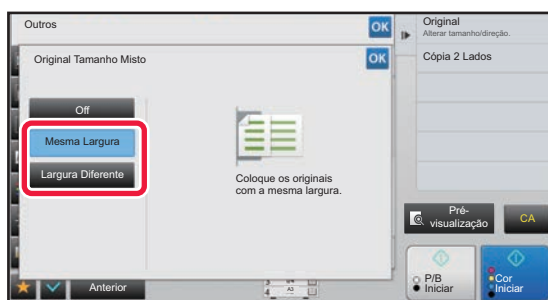 Outros
OK
Original
Alterar tamanho/direção.
Original Tamanho Misto
OK
Cópia 2 Lados
Off
Mesma Largura
Largura Diferente
Coloque os originais
com a mesma largura.
Pré-
visualização
CA
Anterior
P/B
Iniciar
Cor
Iniciar